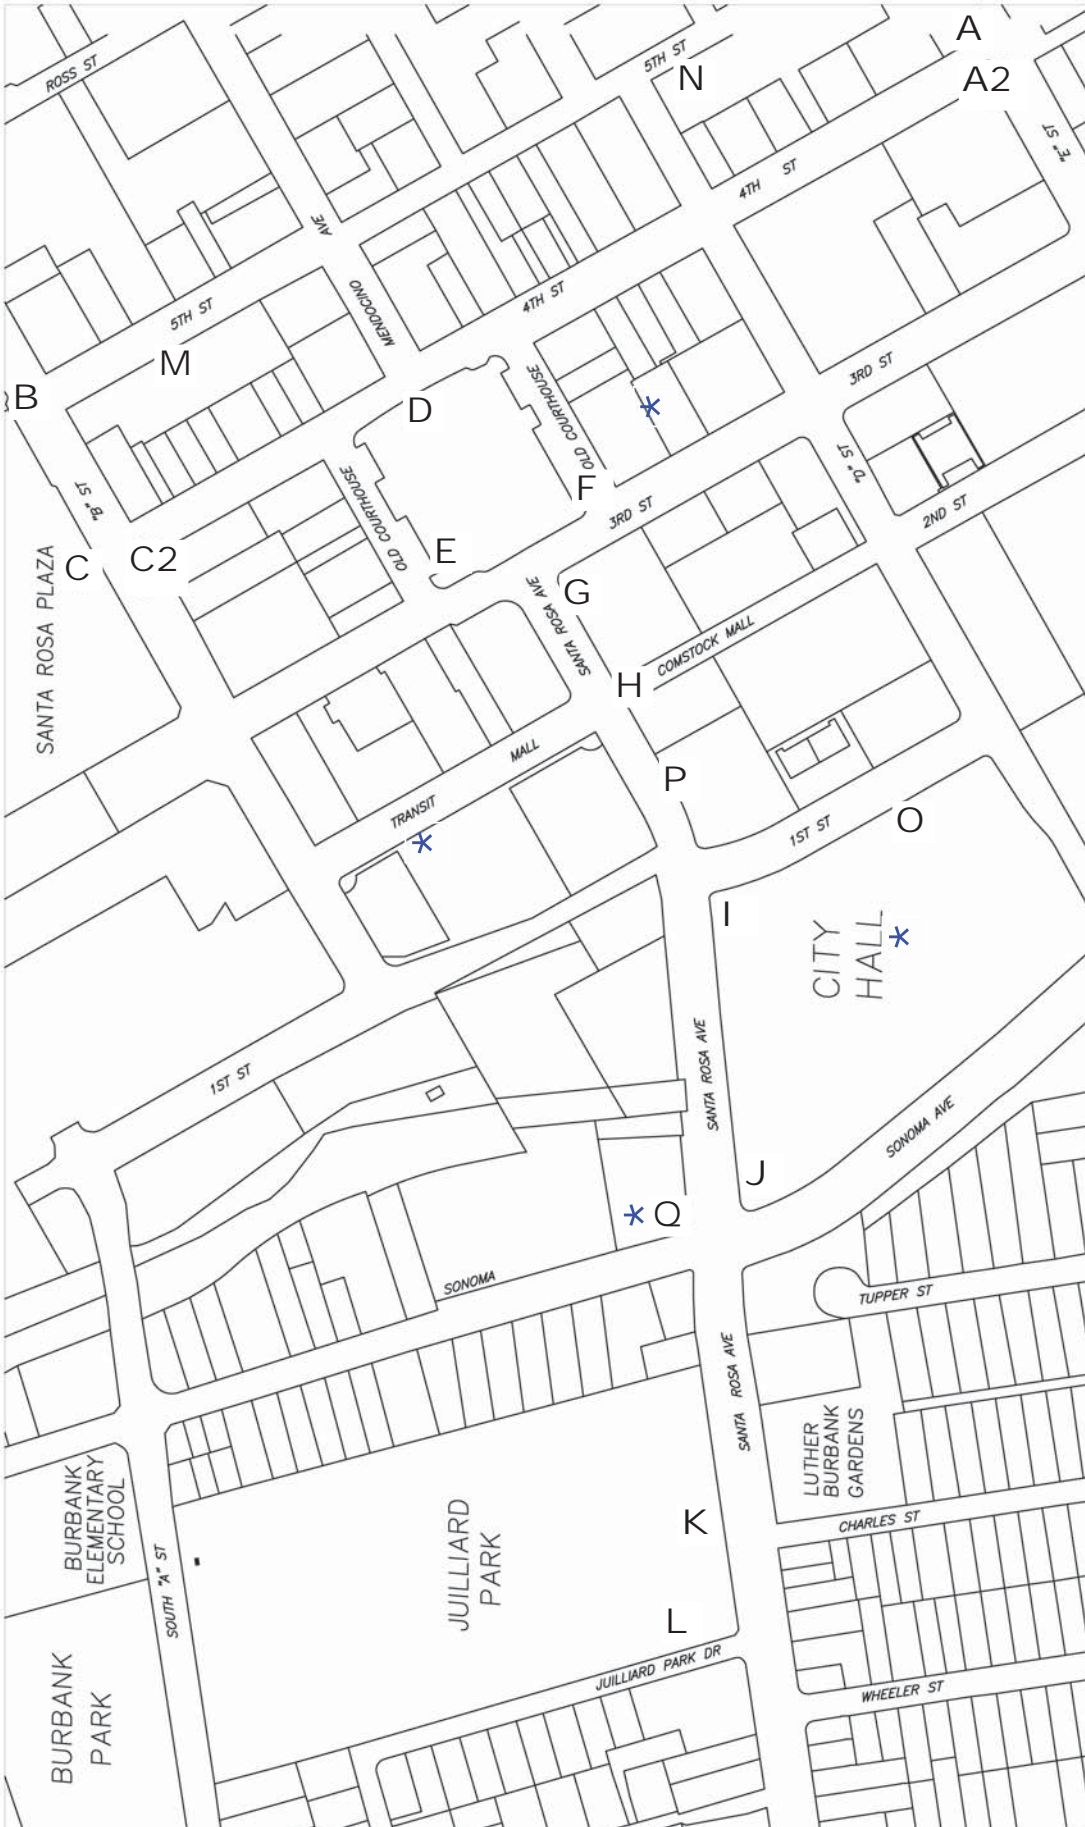 A
5TH ST
ROSS ST
N
A2
"E" ST
4TH ST
AVE
MENDOCINO
4TH ST
5TH ST
M
3RD ST
B
D
OLD COURTHOUSE
*
"D" ST
"B" ST
OLD COURTHOUSE
F
3RD ST
2ND ST
E
C
C2
SANTA ROSA PLAZA
SANTA ROSA AVE
G
COMSTOCK MALL
H
MALL
P
TRANSIT
*
O
1ST ST
I
CITY
HALL
*
1ST ST
SANTA ROSA AVE
SONOMA AVE
J
* Q
SONOMA
TUPPER ST
SANTA ROSA AVE
LUTHER
BURBANK
GARDENS
BURBANK
ELEMENTARY
SCHOOL
K
CHARLES ST
JUILLIARD
PARK
SOUTH "A" ST
L
JUILLIARD PARK DR
WHEELER ST
BURBANK
PARK